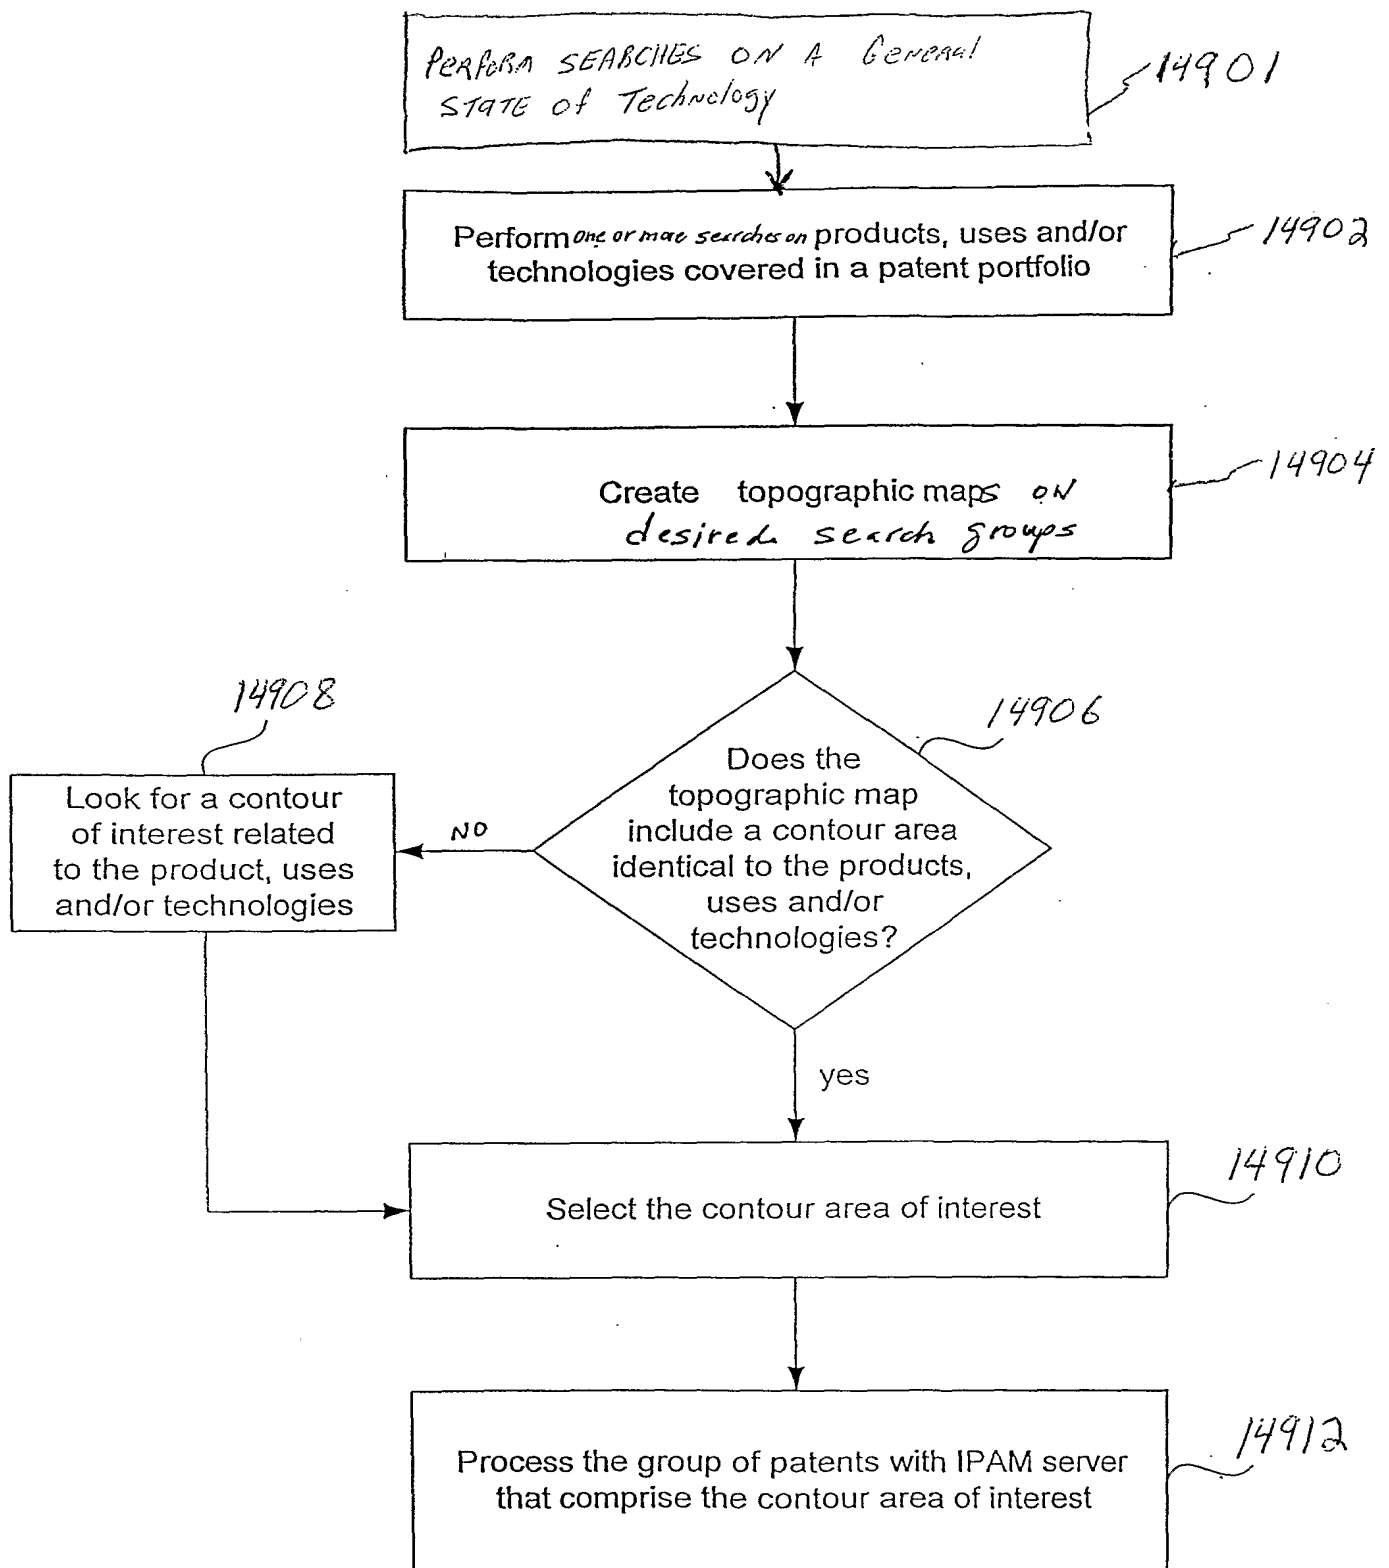 PERFORM SEARCHES ON A General
STATE of Technology
14901
Perform one or more searches on products, uses and/or
technologies covered in a patent portfolio
14902
Create topographic maps ON
desired search groups
14904
14906
Does the
topographic map
include a contour area
identical to the products,
uses and/or
technologies?
14908
NO
Look for a contour
of interest related
to the product, uses
and/or technologies
yes
Select the contour area of interest
14910
Process the group of patents with IPAM server
that comprise the contour area of interest
14912